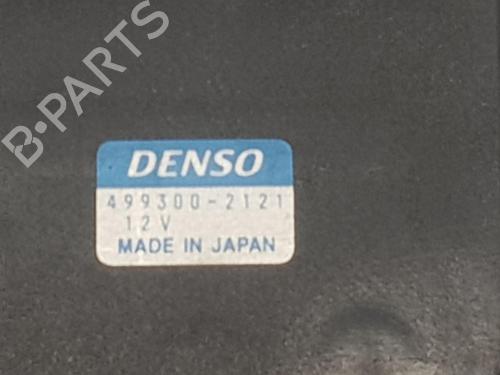 B-PARTS
DENSO
499300-2121
12V
MADE IN JAPAN